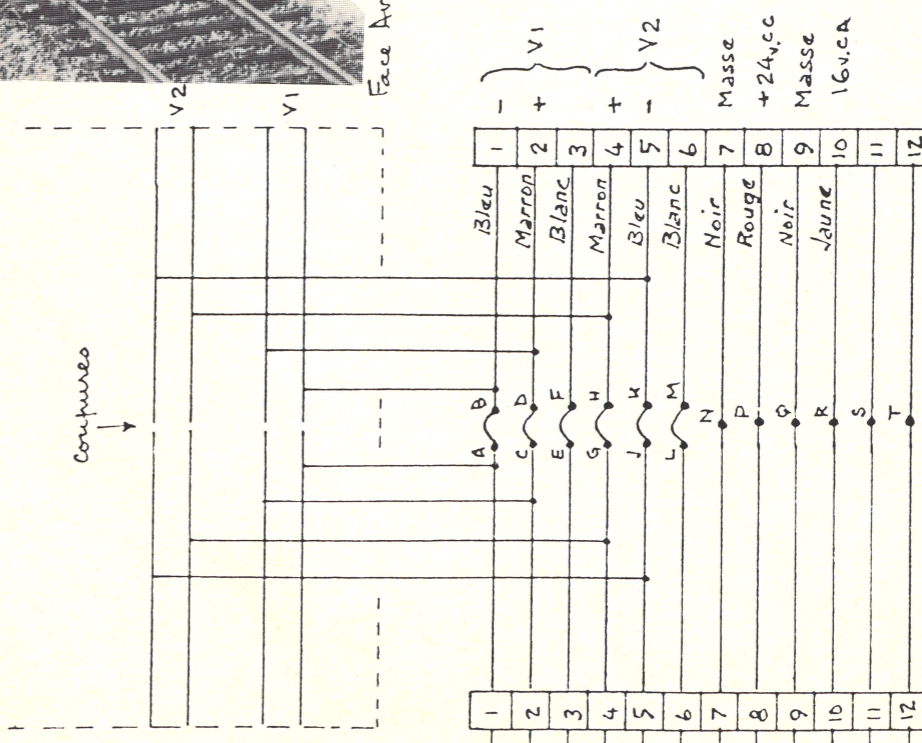 Face Av
V2
V1
V1
V2
-
+
+
-
Masse
+24v.cc
Masse
16v.CA
1
2
3
4
5
6
7
8
9
10
11
12
Bleu
Marron
Blanc
Marron
Bleu
Blanc
Noir
Rouge
Noir
Jaune
Coupures
B
D
F
H
K
M
A
C
E
G
J
L
N
P
Q
R
S
T
1
2
3
4
5
6
7
8
9
10
11
12